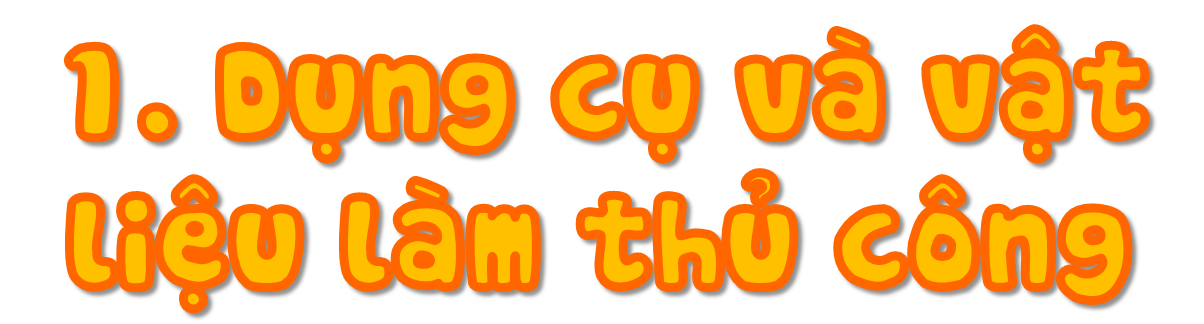 1. Dụng cụ và vật
liệu làm thủ công